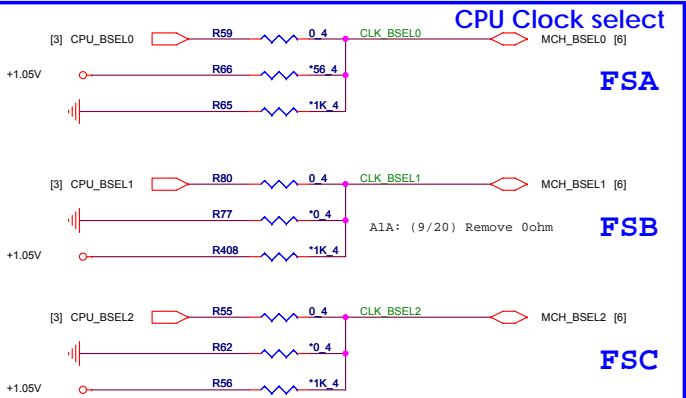 CPU Clock select
[3] CPU_BSEL0 R59 0_4 CLK_BSEL0 MCH_BSEL0 [6]
+1.05V R66 *56_4 FSA
R65 *1K_4
[3] CPU_BSEL1 R80 0_4 CLK_BSEL1 MCH_BSEL1 [6]
R77 *0_4 A1A: (9/20) Remove 0ohm FSB
+1.05V R408 *1K_4
[3] CPU_BSEL2 R55 0_4 CLK_BSEL2 MCH_BSEL2 [6]
R62 *0_4 FSC
+1.05V R56 *1K_4